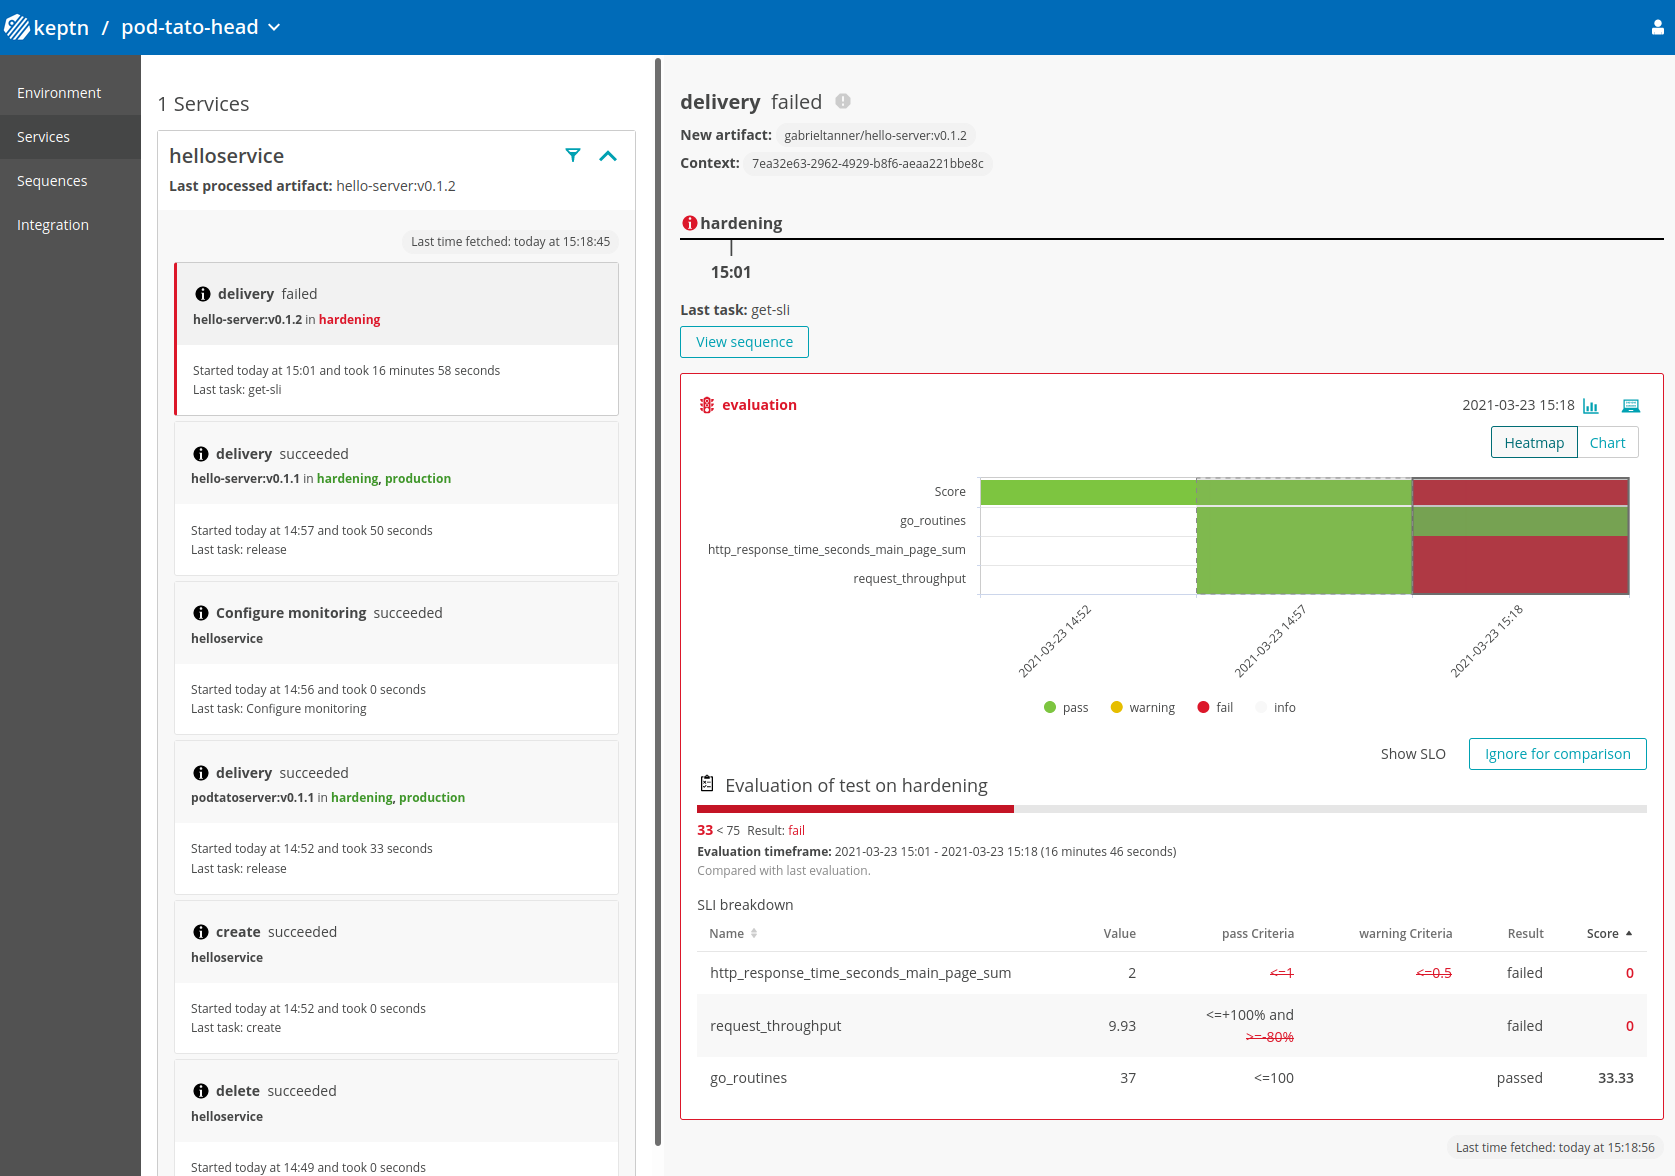 keptn / pod-tato-head
Environment
Services
Sequences
Integration
1 Services
helloservice
Last processed artifact: hello-server:v0.1.2
Last time fetched: today at 15:18:45
delivery failed
hello-server:v0.1.2 in hardening
Started today at 15:01 and took 16 minutes 58 seconds
Last task: get-sli
delivery succeeded
hello-server:v0.1.1 in hardening, production
Started today at 14:57 and took 50 seconds
Last task: release
Configure monitoring succeeded
helloservice
Started today at 14:56 and took 0 seconds
Last task: Configure monitoring
delivery succeeded
podtatoserver:v0.1.1 in hardening, production
Started today at 14:52 and took 33 seconds
Last task: release
create succeeded
helloservice
Started today at 14:52 and took 0 seconds
Last task: create
delete succeeded
helloservice
Started today at 14:49 and took 0 seconds
delivery failed
New artifact: gabrieltanner/hello-server:v0.1.2
Context: 7ea32e63-2962-4929-b8f6-aeaa221bbe8c
hardening
15:01
Last task: get-sli
View sequence
evaluation 2021-03-23 15:18
Heatmap Chart
Score
go_routines
http_response_time_seconds_main_page_sum
request_throughput
2021-03-23 14:52 2021-03-23 14:57 2021-03-23 15:18
pass warning fail info
Show SLO Ignore for comparison
Evaluation of test on hardening
33 < 75 Result: fail
Evaluation timeframe: 2021-03-23 15:01 - 2021-03-23 15:18 (16 minutes 46 seconds)
Compared with last evaluation.
SLI breakdown
Name Value pass Criteria warning Criteria Result Score
http_response_time_seconds_main_page_sum 2 <=1 <=0.5 failed 0
request_throughput 9.93 <=+100% and failed 0
>=-80%
go_routines 37 <=100 passed 33.33
Last time fetched: today at 15:18:56